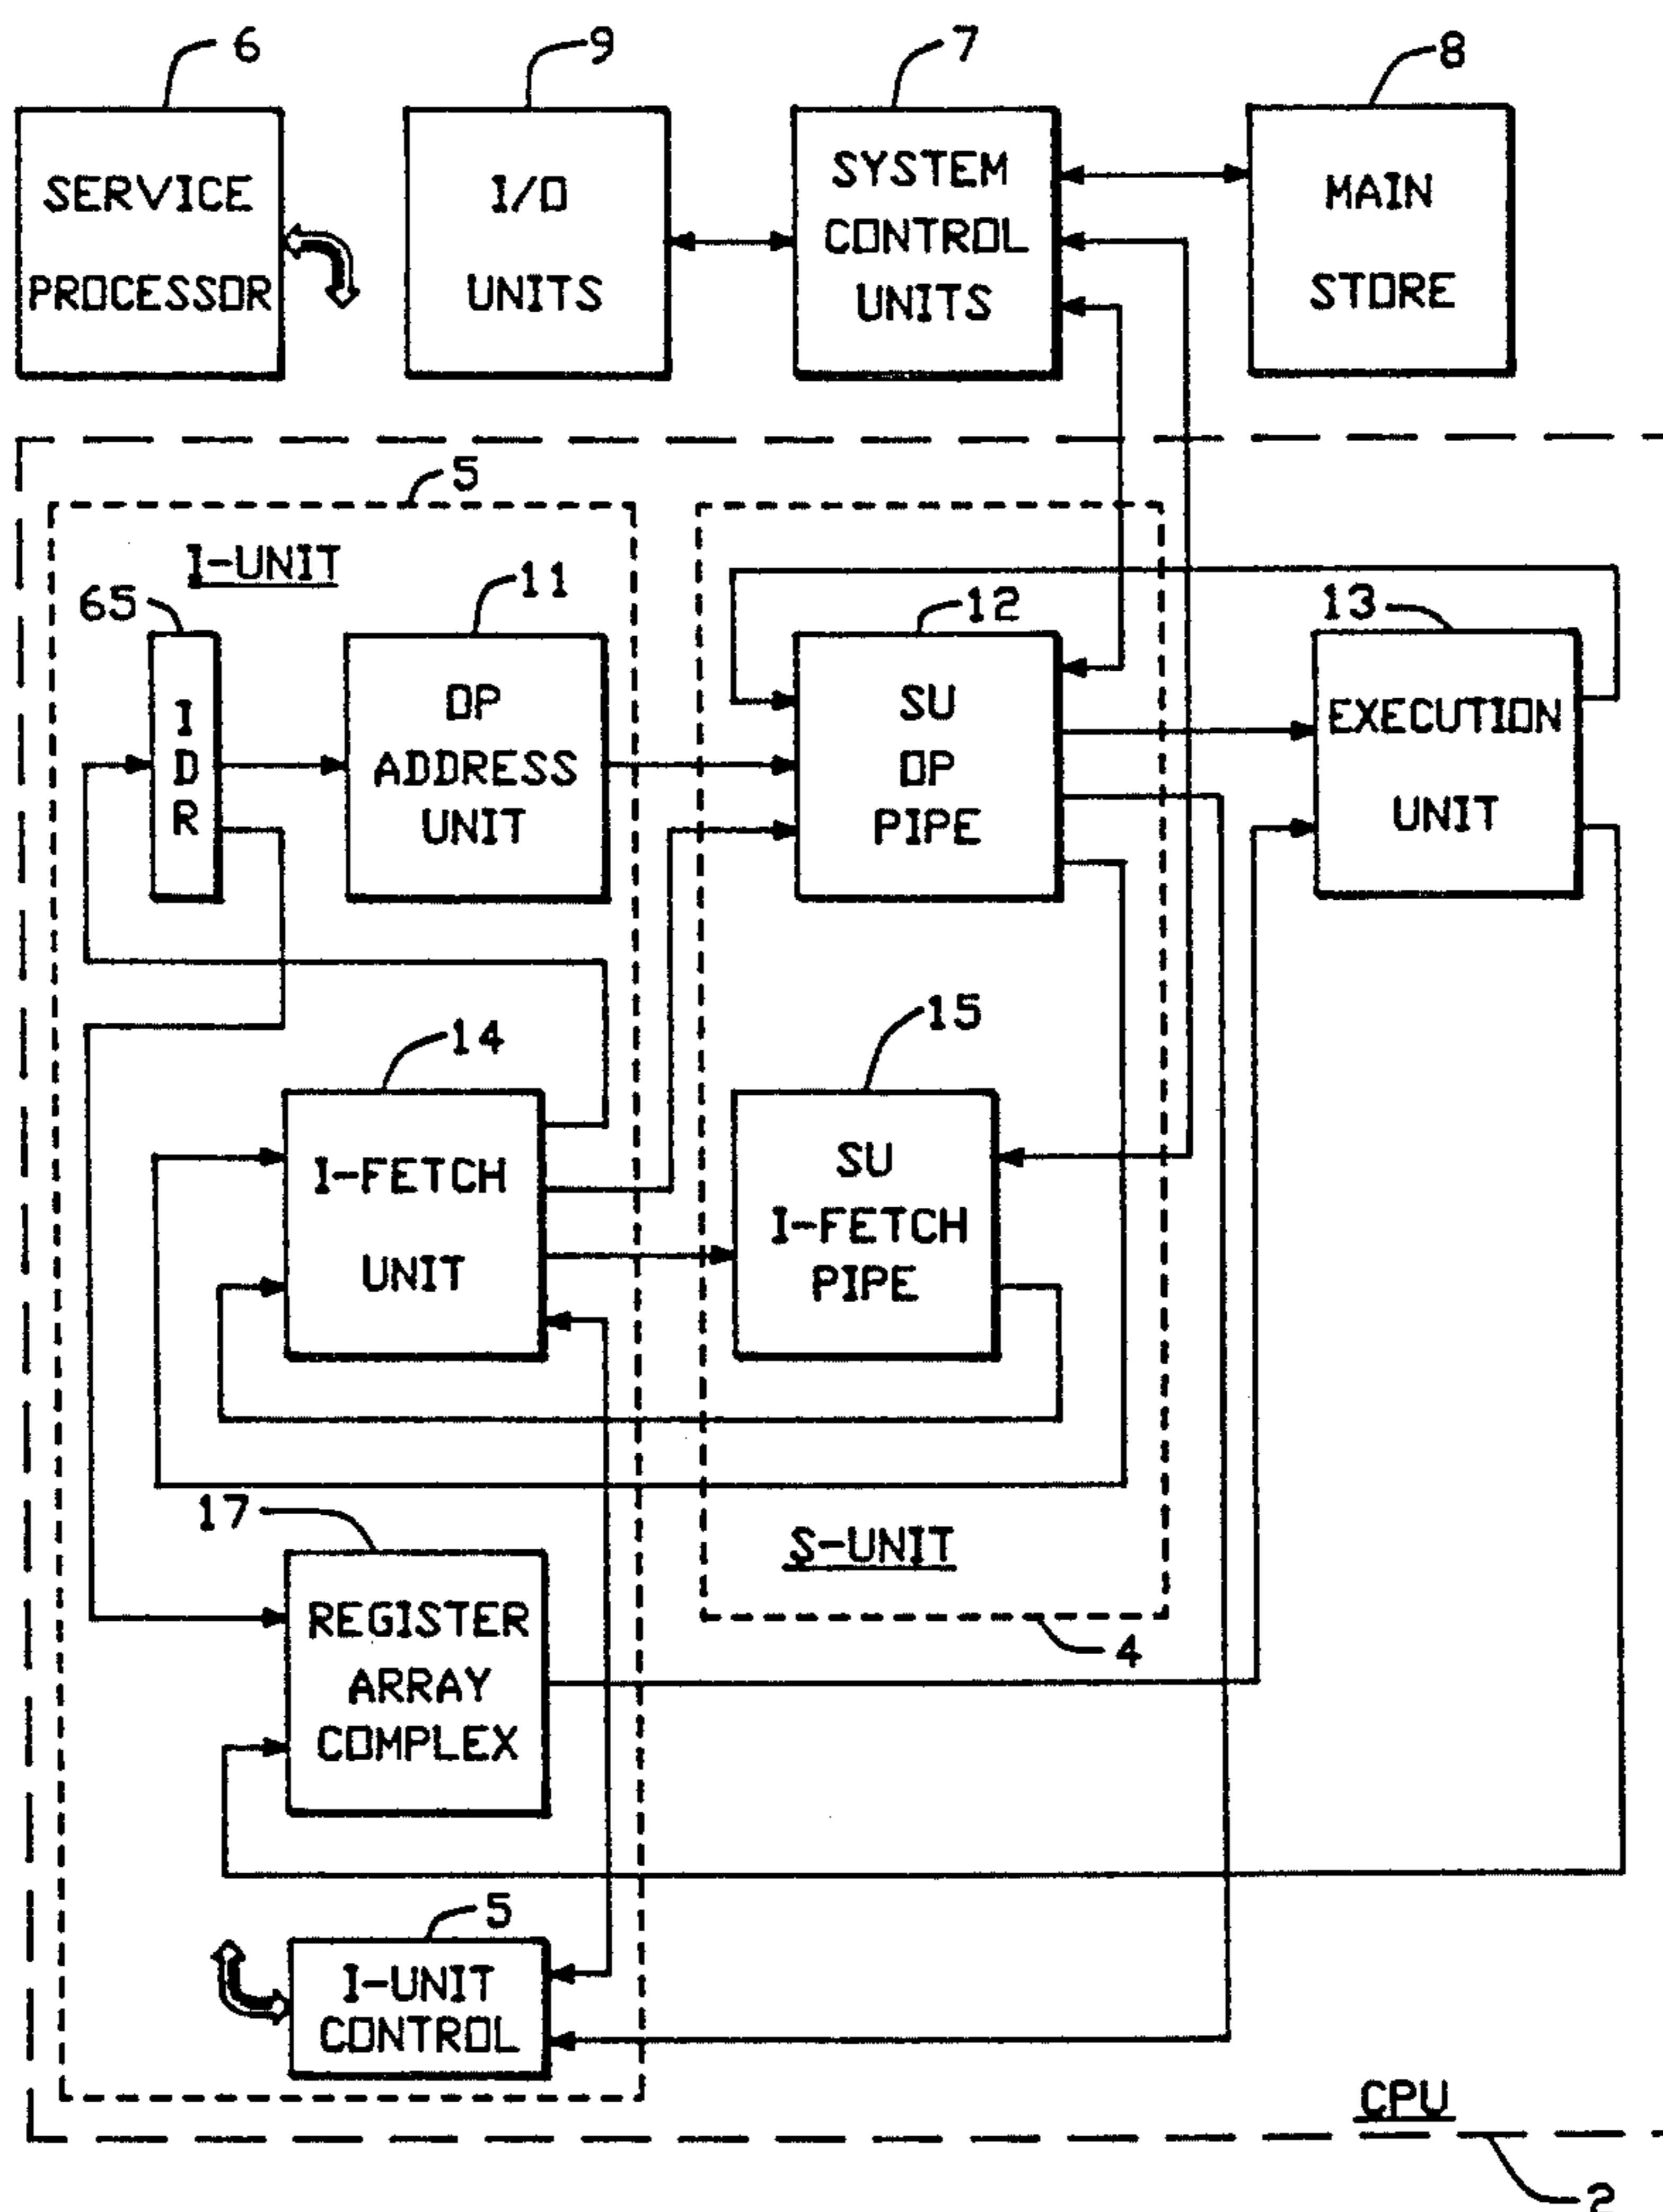 6
9
7
8
SERVICE
PROCESSOR
I/O
UNITS
SYSTEM
CONTROL
UNITS
MAIN
STORE
5
I-UNIT
65
11
12
13
I
D
R
OP
ADDRESS
UNIT
SU
OP
PIPE
EXECUTION
UNIT
14
15
I-FETCH
UNIT
SU
I-FETCH
PIPE
17
S-UNIT
4
REGISTER
ARRAY
COMPLEX
5
I-UNIT
CONTROL
CPU
2